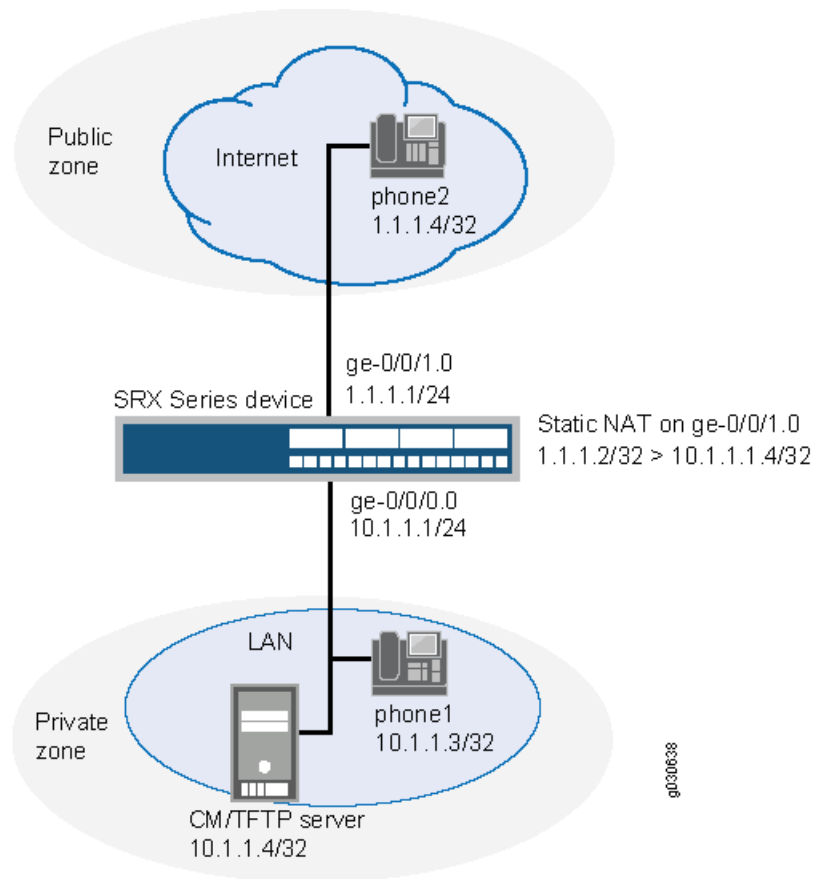 Public
zone
Internet
phone2
1.1.1.4/32
ge-0/0/1.0
1.1.1.1/24
SRX Series device
Static NAT on ge-0/0/1.0
1.1.1.2/32 > 10.1.1.1.4/32
ge-0/0/0.0
10.1.1.1/24
LAN
phone1
10.1.1.3/32
Private
zone
CM/TFTP server
10.1.1.4/32
g030638